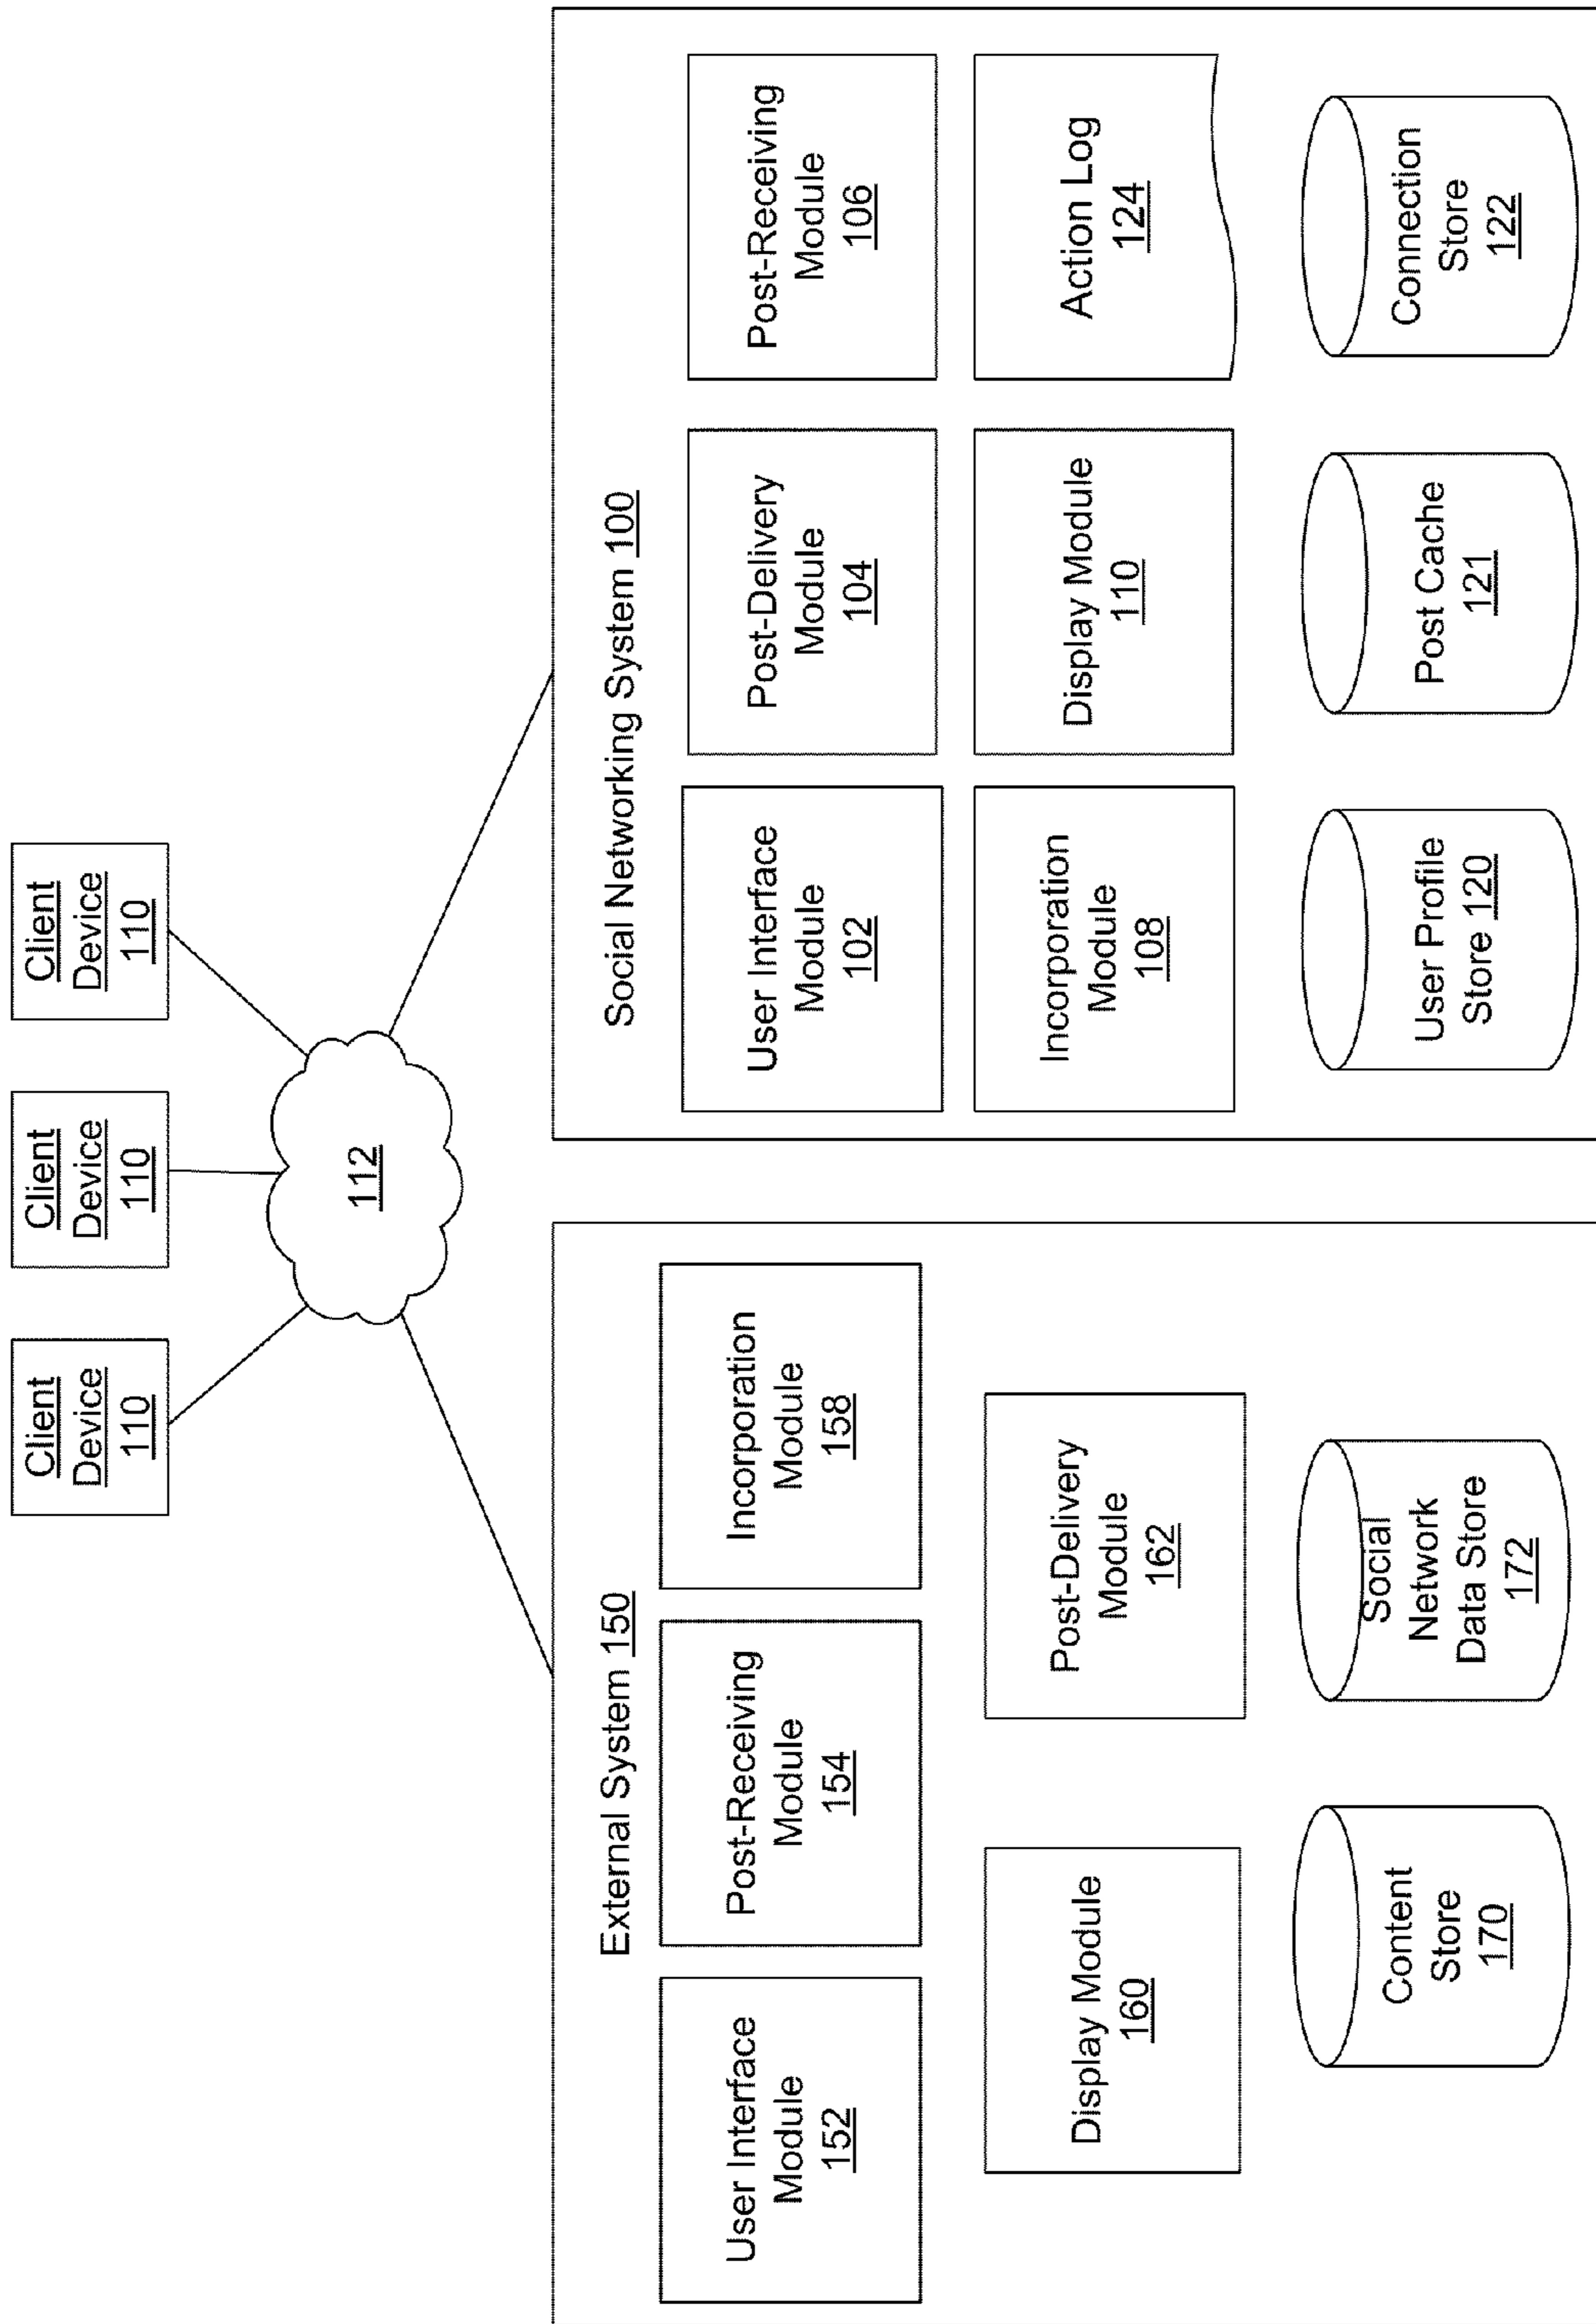 Client
Device
110
Client
Device
110
Client
Device
110
112
External System 150
User Interface
Module
152
Post-Receiving
Module
154
Incorporation
Module
158
Display Module
160
Post-Delivery
Module
162
Content
Store
170
Social
Network
Data Store
172
Social Networking System 100
User Interface
Module
102
Post-Delivery
Module
104
Post-Receiving
Module
106
Incorporation
Module
108
Display Module
110
Action Log
124
User Profile
Store 120
Post Cache
121
Connection
Store
122